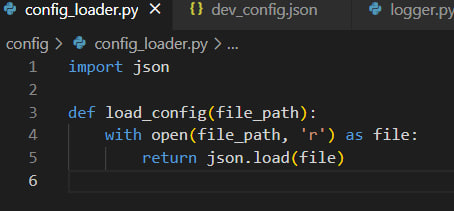 config_loader.py X {} dev_config.json logger.py
config > config_loader.py > ...
1 import json
2
3 def load_config(file_path):
4     with open(file_path, 'r') as file:
5         return json.load(file)
6